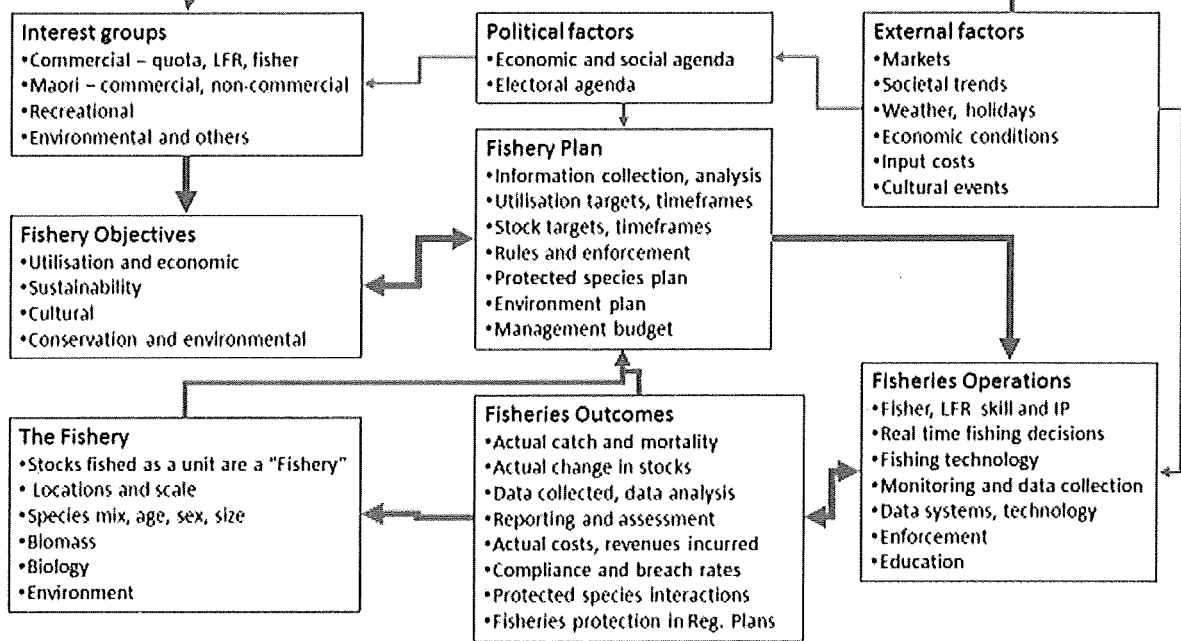 Interest groups
•Commercial – quota, LFR, fisher
•Maori – commercial, non-commercial
•Recreational
•Environmental and others
Political factors
•Economic and social agenda
•Electoral agenda
External factors
•Markets
•Societal trends
•Weather, holidays
•Economic conditions
•Input costs
•Cultural events
Fishery Objectives
•Utilisation and economic
•Sustainability
•Cultural
•Conservation and environmental
Fishery Plan
•Information collection, analysis
•Utilisation targets, timeframes
•Stock targets, timeframes
•Rules and enforcement
•Protected species plan
•Environment plan
•Management budget
The Fishery
•Stocks fished as a unit are a "Fishery"
• Locations and scale
•Species mix, age, sex, size
•Biomass
•Biology
•Environment
Fisheries Outcomes
•Actual catch and mortality
•Actual change in stocks
•Data collected, data analysis
•Reporting and assessment
•Actual costs, revenues incurred
•Compliance and breach rates
•Protected species interactions
•Fisheries protection in Reg. Plans
Fisheries Operations
•Fisher, LFR skill and IP
•Real time fishing decisions
•Fishing technology
•Monitoring and data collection
•Data systems, technology
•Enforcement
•Education